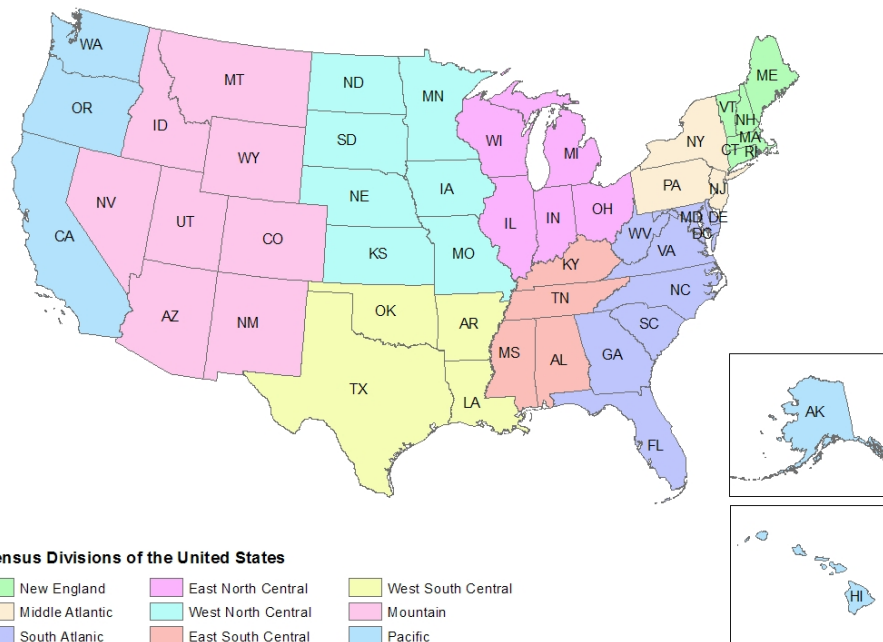 WA
OR
CA
ID
NV
MT
WY
UT
CO
AZ
NM
ND
SD
NE
KS
MN
IA
MO
OK
TX
AR
LA
WI
MI
IL
IN
OH
KY
TN
MS
AL
GA
FL
SC
NC
VA
WV
MD
DE
DC
PA
NJ
NY
CT
RI
MA
VT
NH
ME
AK
HI
ensus Divisions of the United States
New England
East North Central
West South Central
Middle Atlantic
West North Central
Mountain
South Atlanic
East South Central
Pacific